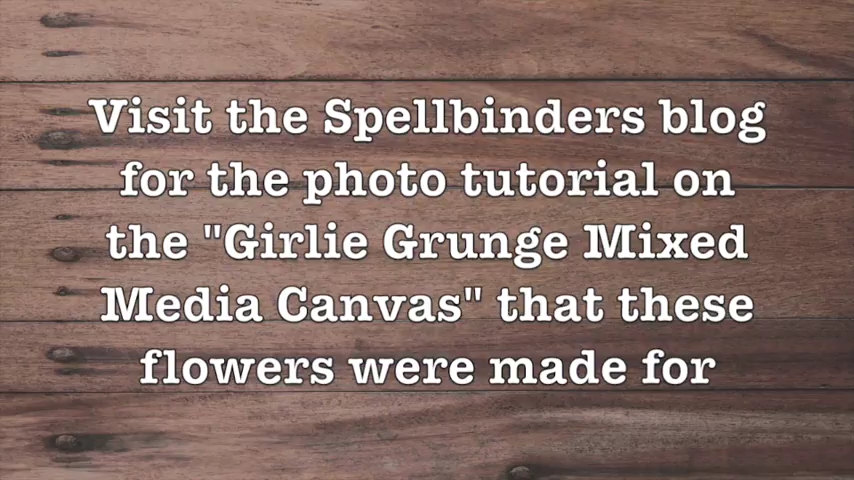 Visit the Spellbinders blog
for the photo tutorial on
the "Girlie Grunge Mixed
Media Canvas" that these
flowers were made for